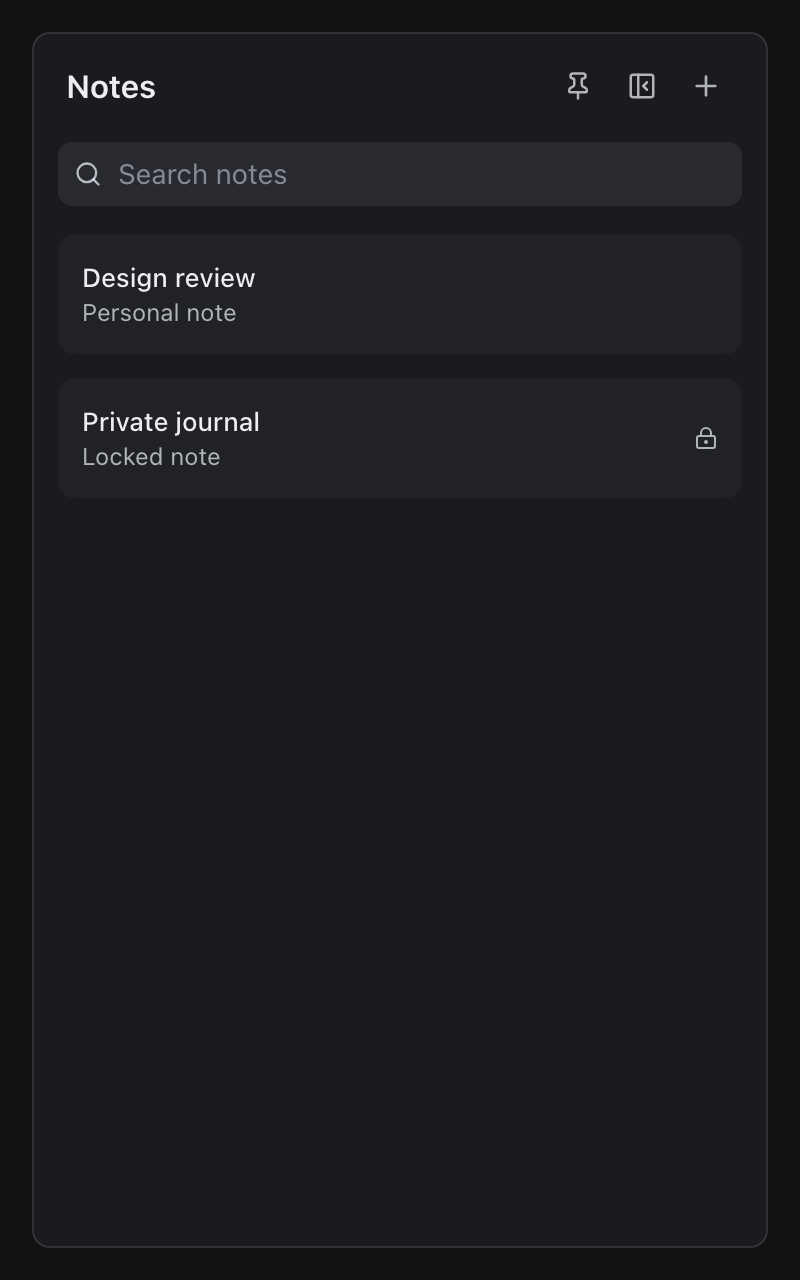 Notes
Search notes
Design review
Personal note
Private journal
Locked note